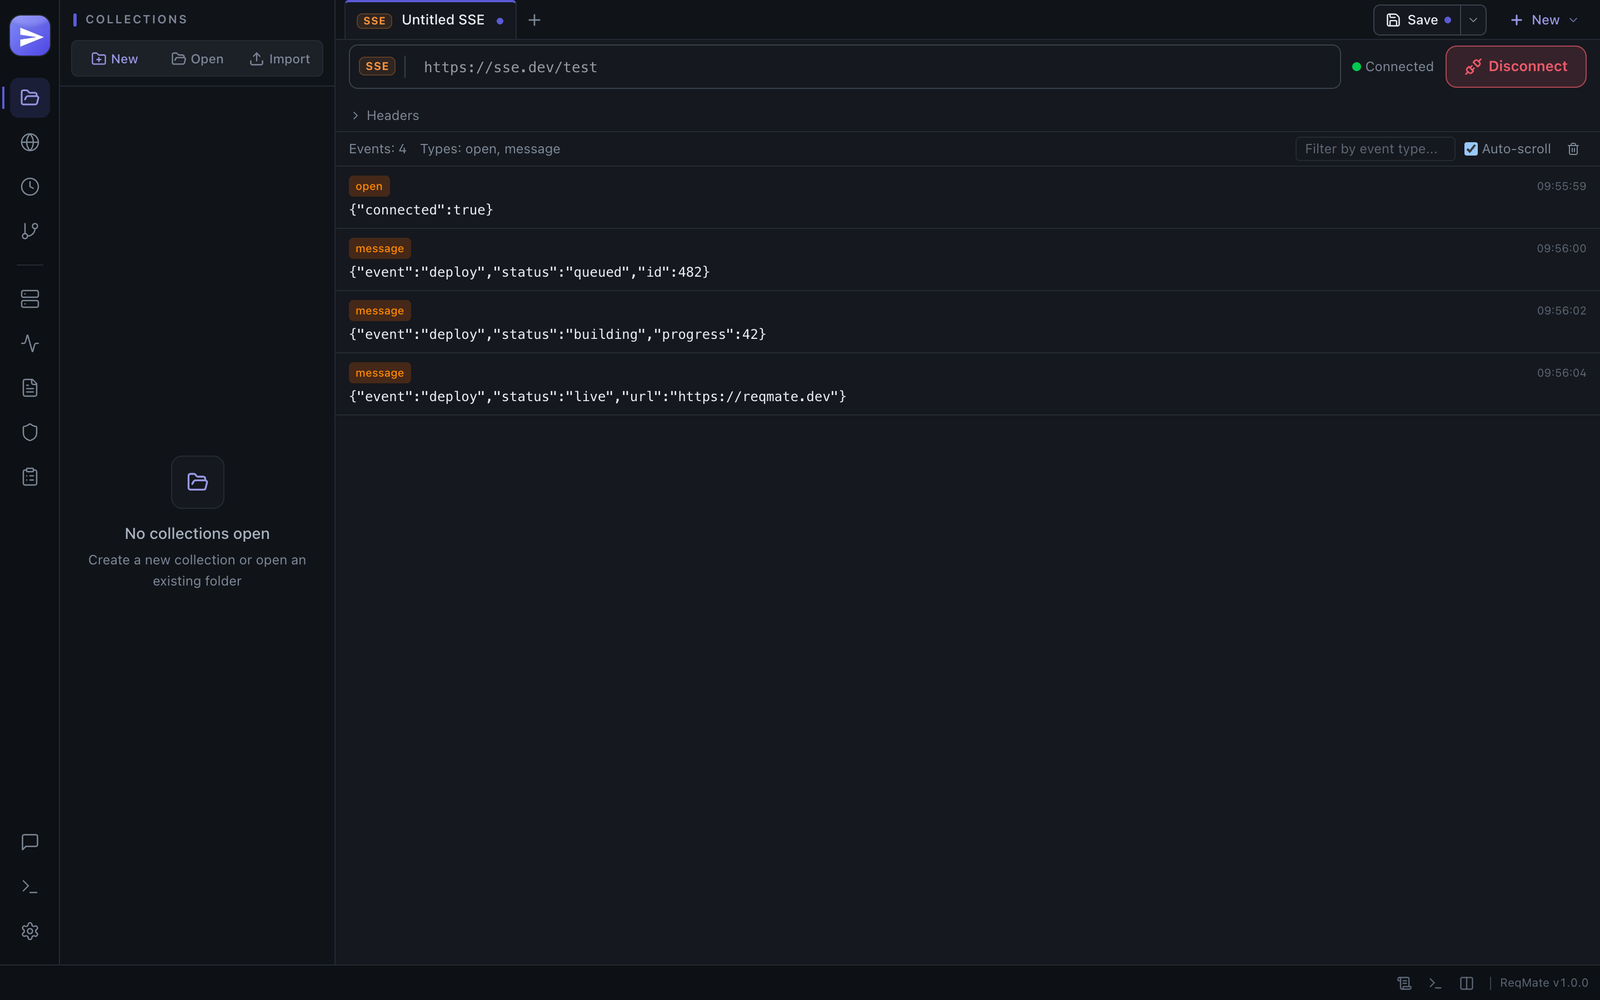 COLLECTIONS
New
Open
Import
No collections open
Create a new collection or open an
existing folder
SSE Untitled SSE
Save
New
SSE https://sse.dev/test
Connected
Disconnect
Headers
Events: 4 Types: open, message
Filter by event type...
Auto-scroll
open 09:55:59
{"connected":true}
message 09:56:00
{"event":"deploy","status":"queued","id":482}
message 09:56:02
{"event":"deploy","status":"building","progress":42}
message 09:56:04
{"event":"deploy","status":"live","url":"https://reqmate.dev"}
ReqMate v1.0.0